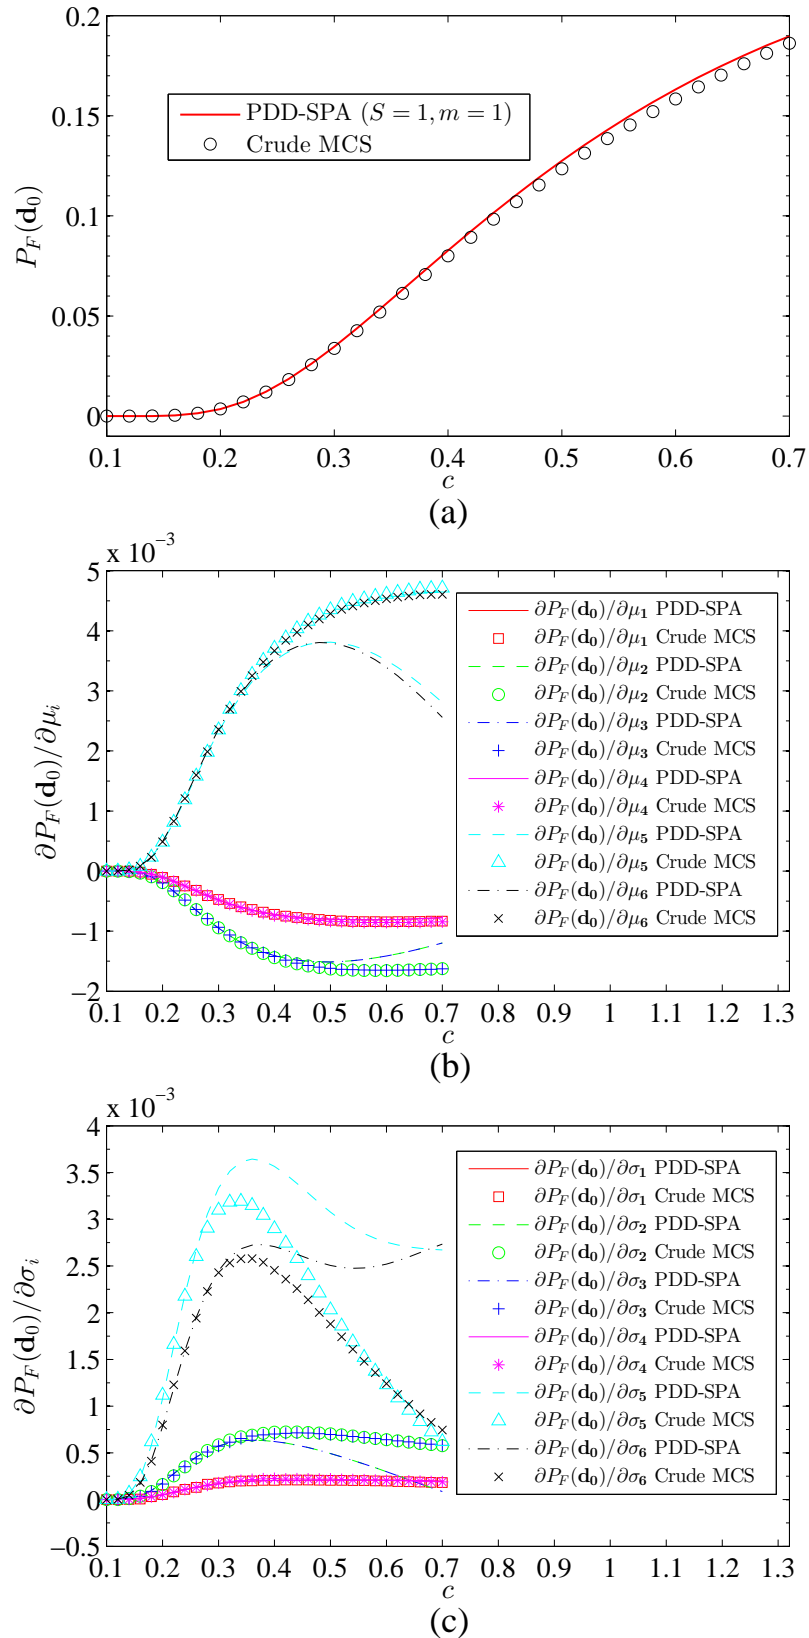 0.2
0.15
0.1
0.05
0
P_F(d_0)
PDD-SPA (S = 1, m = 1)
Crude MCS
0.1 0.2 0.3 0.4 0.5 0.6 0.7
c
(a)
x 10^{-3}
5
4
3
2
1
0
−1
−2
∂P_F(d_0)/∂μ_i
∂P_F(d_0)/∂μ_1 PDD-SPA
∂P_F(d_0)/∂μ_1 Crude MCS
∂P_F(d_0)/∂μ_2 PDD-SPA
∂P_F(d_0)/∂μ_2 Crude MCS
∂P_F(d_0)/∂μ_3 PDD-SPA
∂P_F(d_0)/∂μ_3 Crude MCS
∂P_F(d_0)/∂μ_4 PDD-SPA
∂P_F(d_0)/∂μ_4 Crude MCS
∂P_F(d_0)/∂μ_5 PDD-SPA
∂P_F(d_0)/∂μ_5 Crude MCS
∂P_F(d_0)/∂μ_6 PDD-SPA
∂P_F(d_0)/∂μ_6 Crude MCS
0.1 0.2 0.3 0.4 0.5 0.6 0.7 0.8 0.9 1 1.1 1.2 1.3
c
(b)
x 10^{-3}
4
3.5
3
2.5
2
1.5
1
0.5
0
−0.5
∂P_F(d_0)/∂σ_i
∂P_F(d_0)/∂σ_1 PDD-SPA
∂P_F(d_0)/∂σ_1 Crude MCS
∂P_F(d_0)/∂σ_2 PDD-SPA
∂P_F(d_0)/∂σ_2 Crude MCS
∂P_F(d_0)/∂σ_3 PDD-SPA
∂P_F(d_0)/∂σ_3 Crude MCS
∂P_F(d_0)/∂σ_4 PDD-SPA
∂P_F(d_0)/∂σ_4 Crude MCS
∂P_F(d_0)/∂σ_5 PDD-SPA
∂P_F(d_0)/∂σ_5 Crude MCS
∂P_F(d_0)/∂σ_6 PDD-SPA
∂P_F(d_0)/∂σ_6 Crude MCS
0.1 0.2 0.3 0.4 0.5 0.6 0.7 0.8 0.9 1 1.1 1.2 1.3
c
(c)